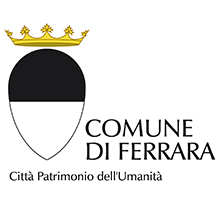 COMUNE
DI FERRARA
Città Patrimonio dell'Umanità